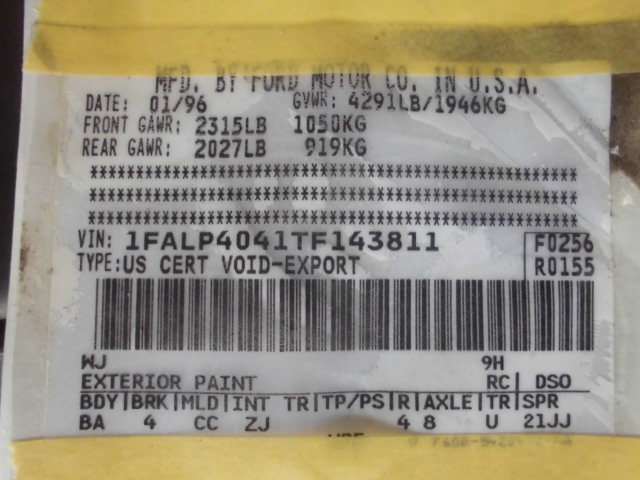 MFD. BY FORD MOTOR CO. IN U.S.A.
DATE: 01/96 GVWR: 4291LB/1946KG
FRONT GAWR: 2315LB 1050KG
REAR GAWR: 2027LB 919KG
****************************************************
****************************************************
****************************************************
VIN: 1FALP4041TF143811 F0256
TYPE:US CERT VOID-EXPORT R0155
WJ 9H
EXTERIOR PAINT RC| DSO
BDY|BRK|MLD|INT TR|TP/PS|R|AXLE|TR|SPR
BA 4 CC ZJ 4 8 U 21JJ